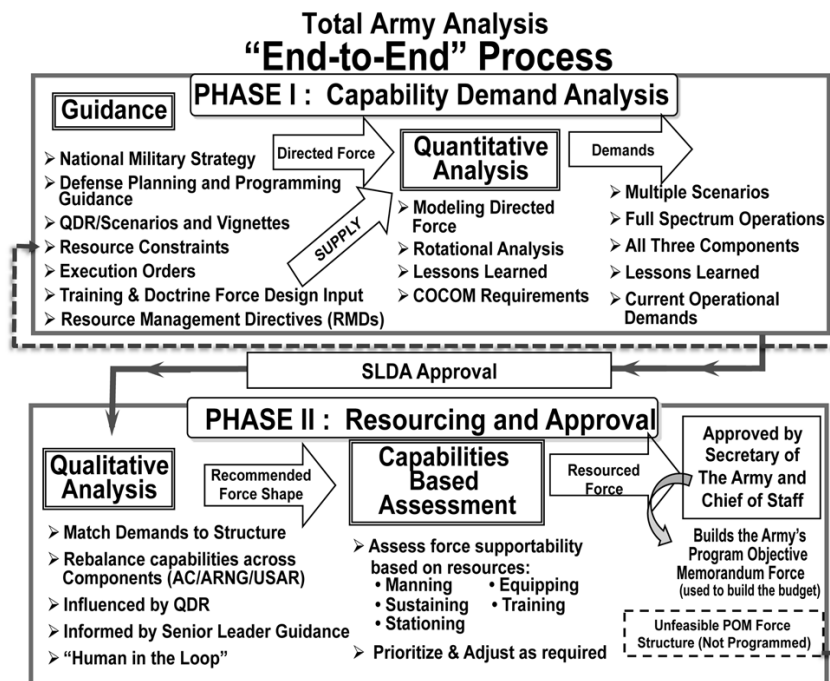 Total Army Analysis
“End-to-End” Process
PHASE I : Capability Demand Analysis
Guidance
➢ National Military Strategy
➢ Defense Planning and Programming
Guidance
➢ QDR/Scenarios and Vignettes
➢ Resource Constraints
➢ Execution Orders
➢ Training & Doctrine Force Design Input
➢ Resource Management Directives (RMDs)
Directed Force
SUPPLY
Quantitative
Analysis
➢ Modeling Directed
Force
➢ Rotational Analysis
➢ Lessons Learned
➢ COCOM Requirements
Demands
➢ Multiple Scenarios
➢ Full Spectrum Operations
➢ All Three Components
➢ Lessons Learned
➢ Current Operational
Demands
SLDA Approval
PHASE II : Resourcing and Approval
Qualitative
Analysis
➢ Match Demands to Structure
➢ Rebalance capabilities across
Components (AC/ARNG/USAR)
➢ Influenced by QDR
➢ Informed by Senior Leader Guidance
➢ “Human in the Loop”
Recommended
Force Shape
Capabilities
Based
Assessment
➢ Assess force supportability
based on resources:
• Manning • Equipping
• Sustaining • Training
• Stationing
➢ Prioritize & Adjust as required
Resourced
Force
Approved by
Secretary of
The Army and
Chief of Staff
Builds the Army’s
Program Objective
Memorandum Force
(used to build the budget)
Unfeasible POM Force
Structure (Not Programmed)